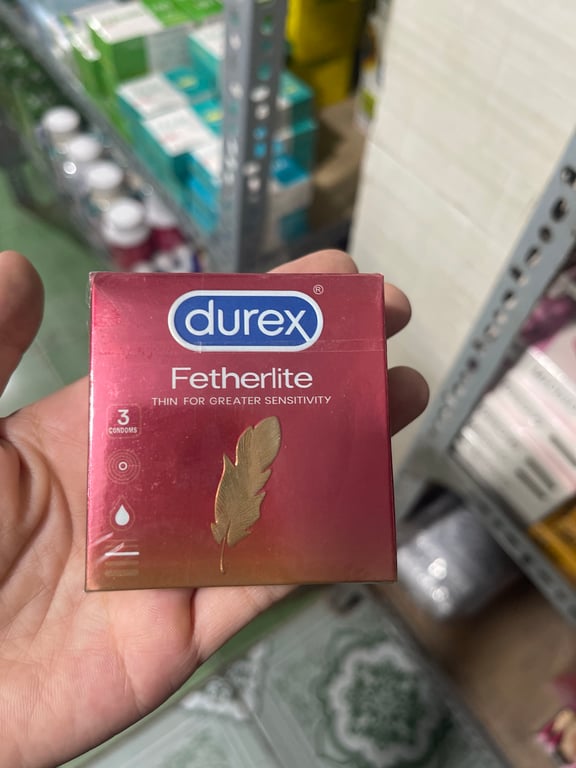 durex®
Fetherlite
THIN FOR GREATER SENSITIVITY
3
CONDOMS